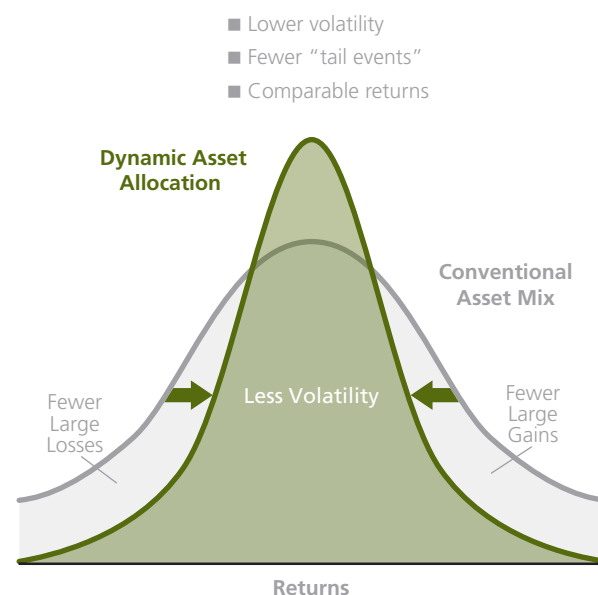 ■ Lower volatility
■ Fewer “tail events”
■ Comparable returns
Dynamic Asset
Allocation
Conventional
Asset Mix
Less Volatility
Fewer
Large
Losses
Fewer
Large
Gains
Returns